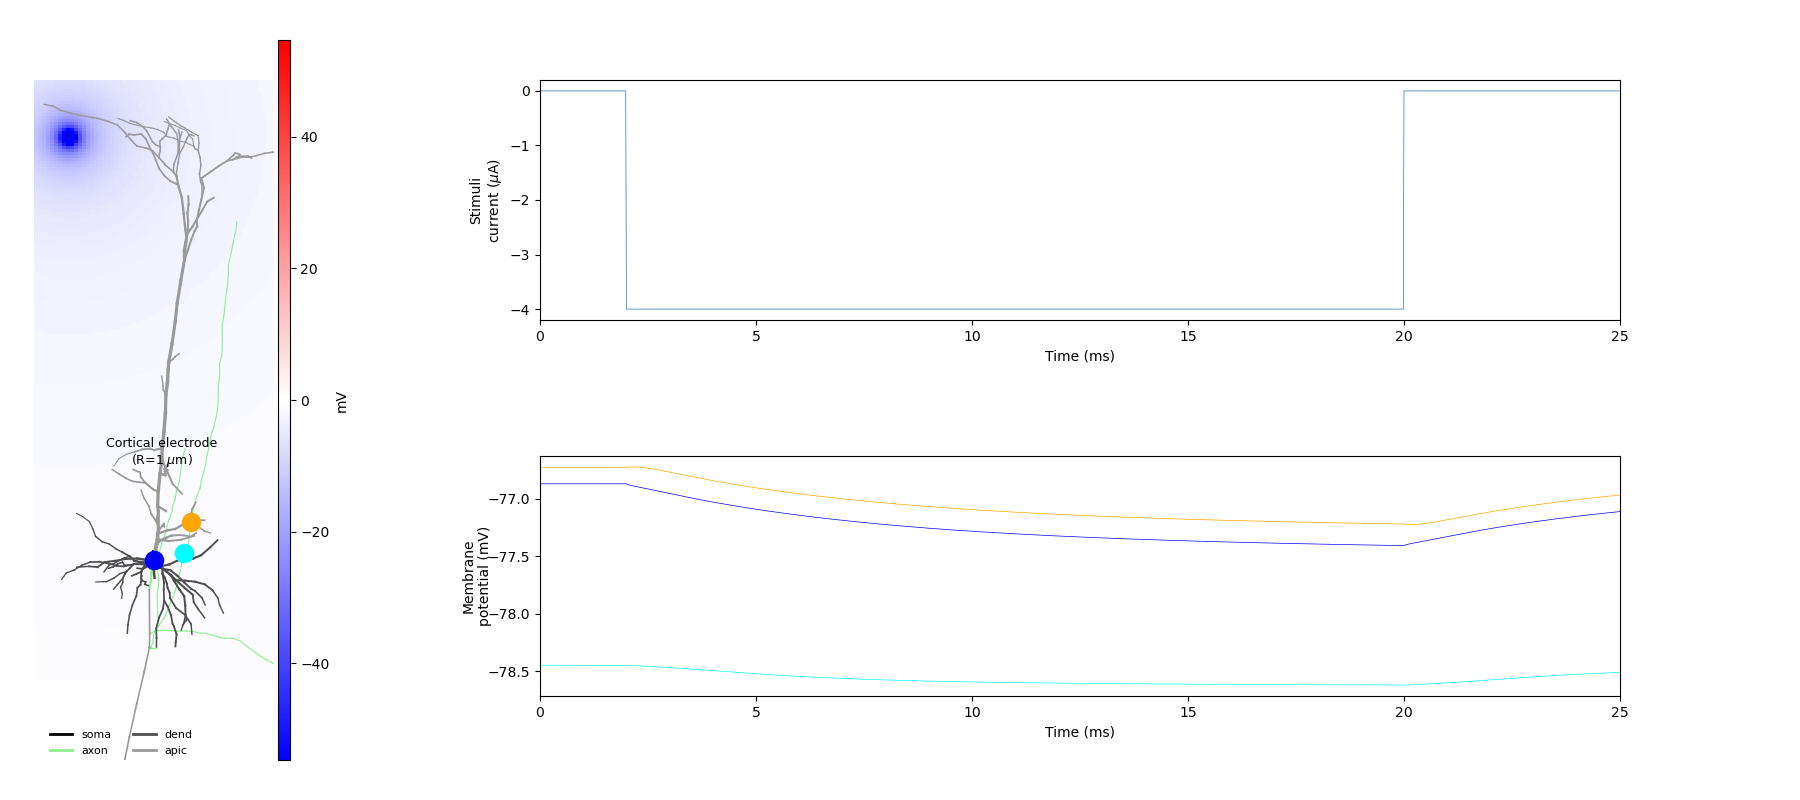 40
20
0
−20
−40
mV
Cortical electrode
(R=1 μm)
soma
axon
dend
apic
Stimuli
current (μA)
0
−1
−2
−3
−4
0 5 10 15 20 25
Time (ms)
Membrane
potential (mV)
−77.0
−77.5
−78.0
−78.5
0 5 10 15 20 25
Time (ms)